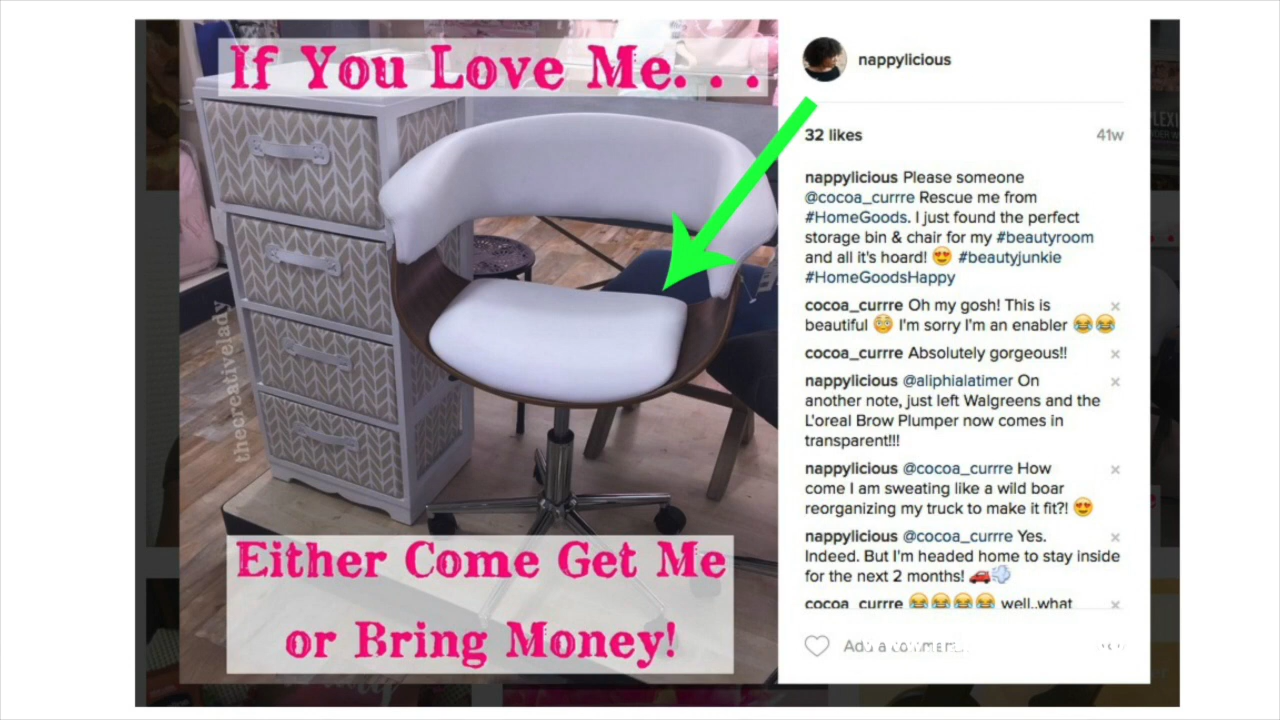 If You Love Me. . .
thecreativelady
Either Come Get Me
or Bring Money!
nappylicious
32 likes 41w
nappylicious Please someone
@cocoa_currre Rescue me from
#HomeGoods. I just found the perfect
storage bin & chair for my #beautyroom
and all it's hoard! 😍 #beautyjunkie
#HomeGoodsHappy
cocoa_currre Oh my gosh! This is ×
beautiful 😳 I'm sorry I'm an enabler 😂😂
cocoa_currre Absolutely gorgeous!! ×
nappylicious @aliphialatimer On ×
another note, just left Walgreens and the
L'oreal Brow Plumper now comes in
transparent!!!
nappylicious @cocoa_currre How ×
come I am sweating like a wild boar
reorganizing my truck to make it fit?! 😍
nappylicious @cocoa_currre Yes. ×
Indeed. But I'm headed home to stay inside
for the next 2 months! 🚗💨
cocoa_currre 😂😂😂😂 well..what ×
Add a comment...